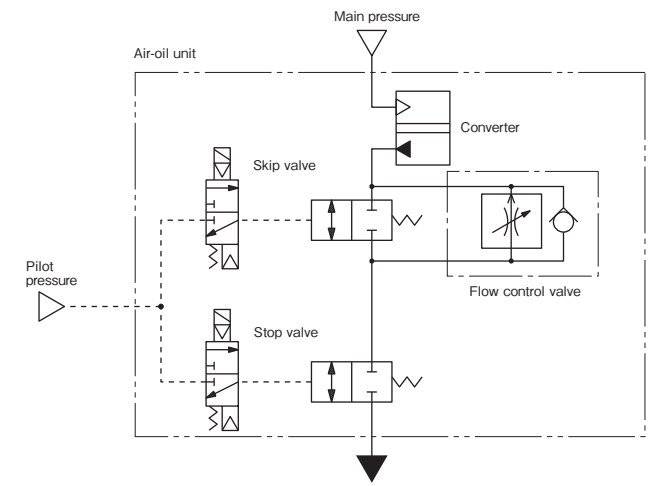 Main pressure
Air-oil unit
Converter
Skip valve
Pilot
pressure
Flow control valve
Stop valve